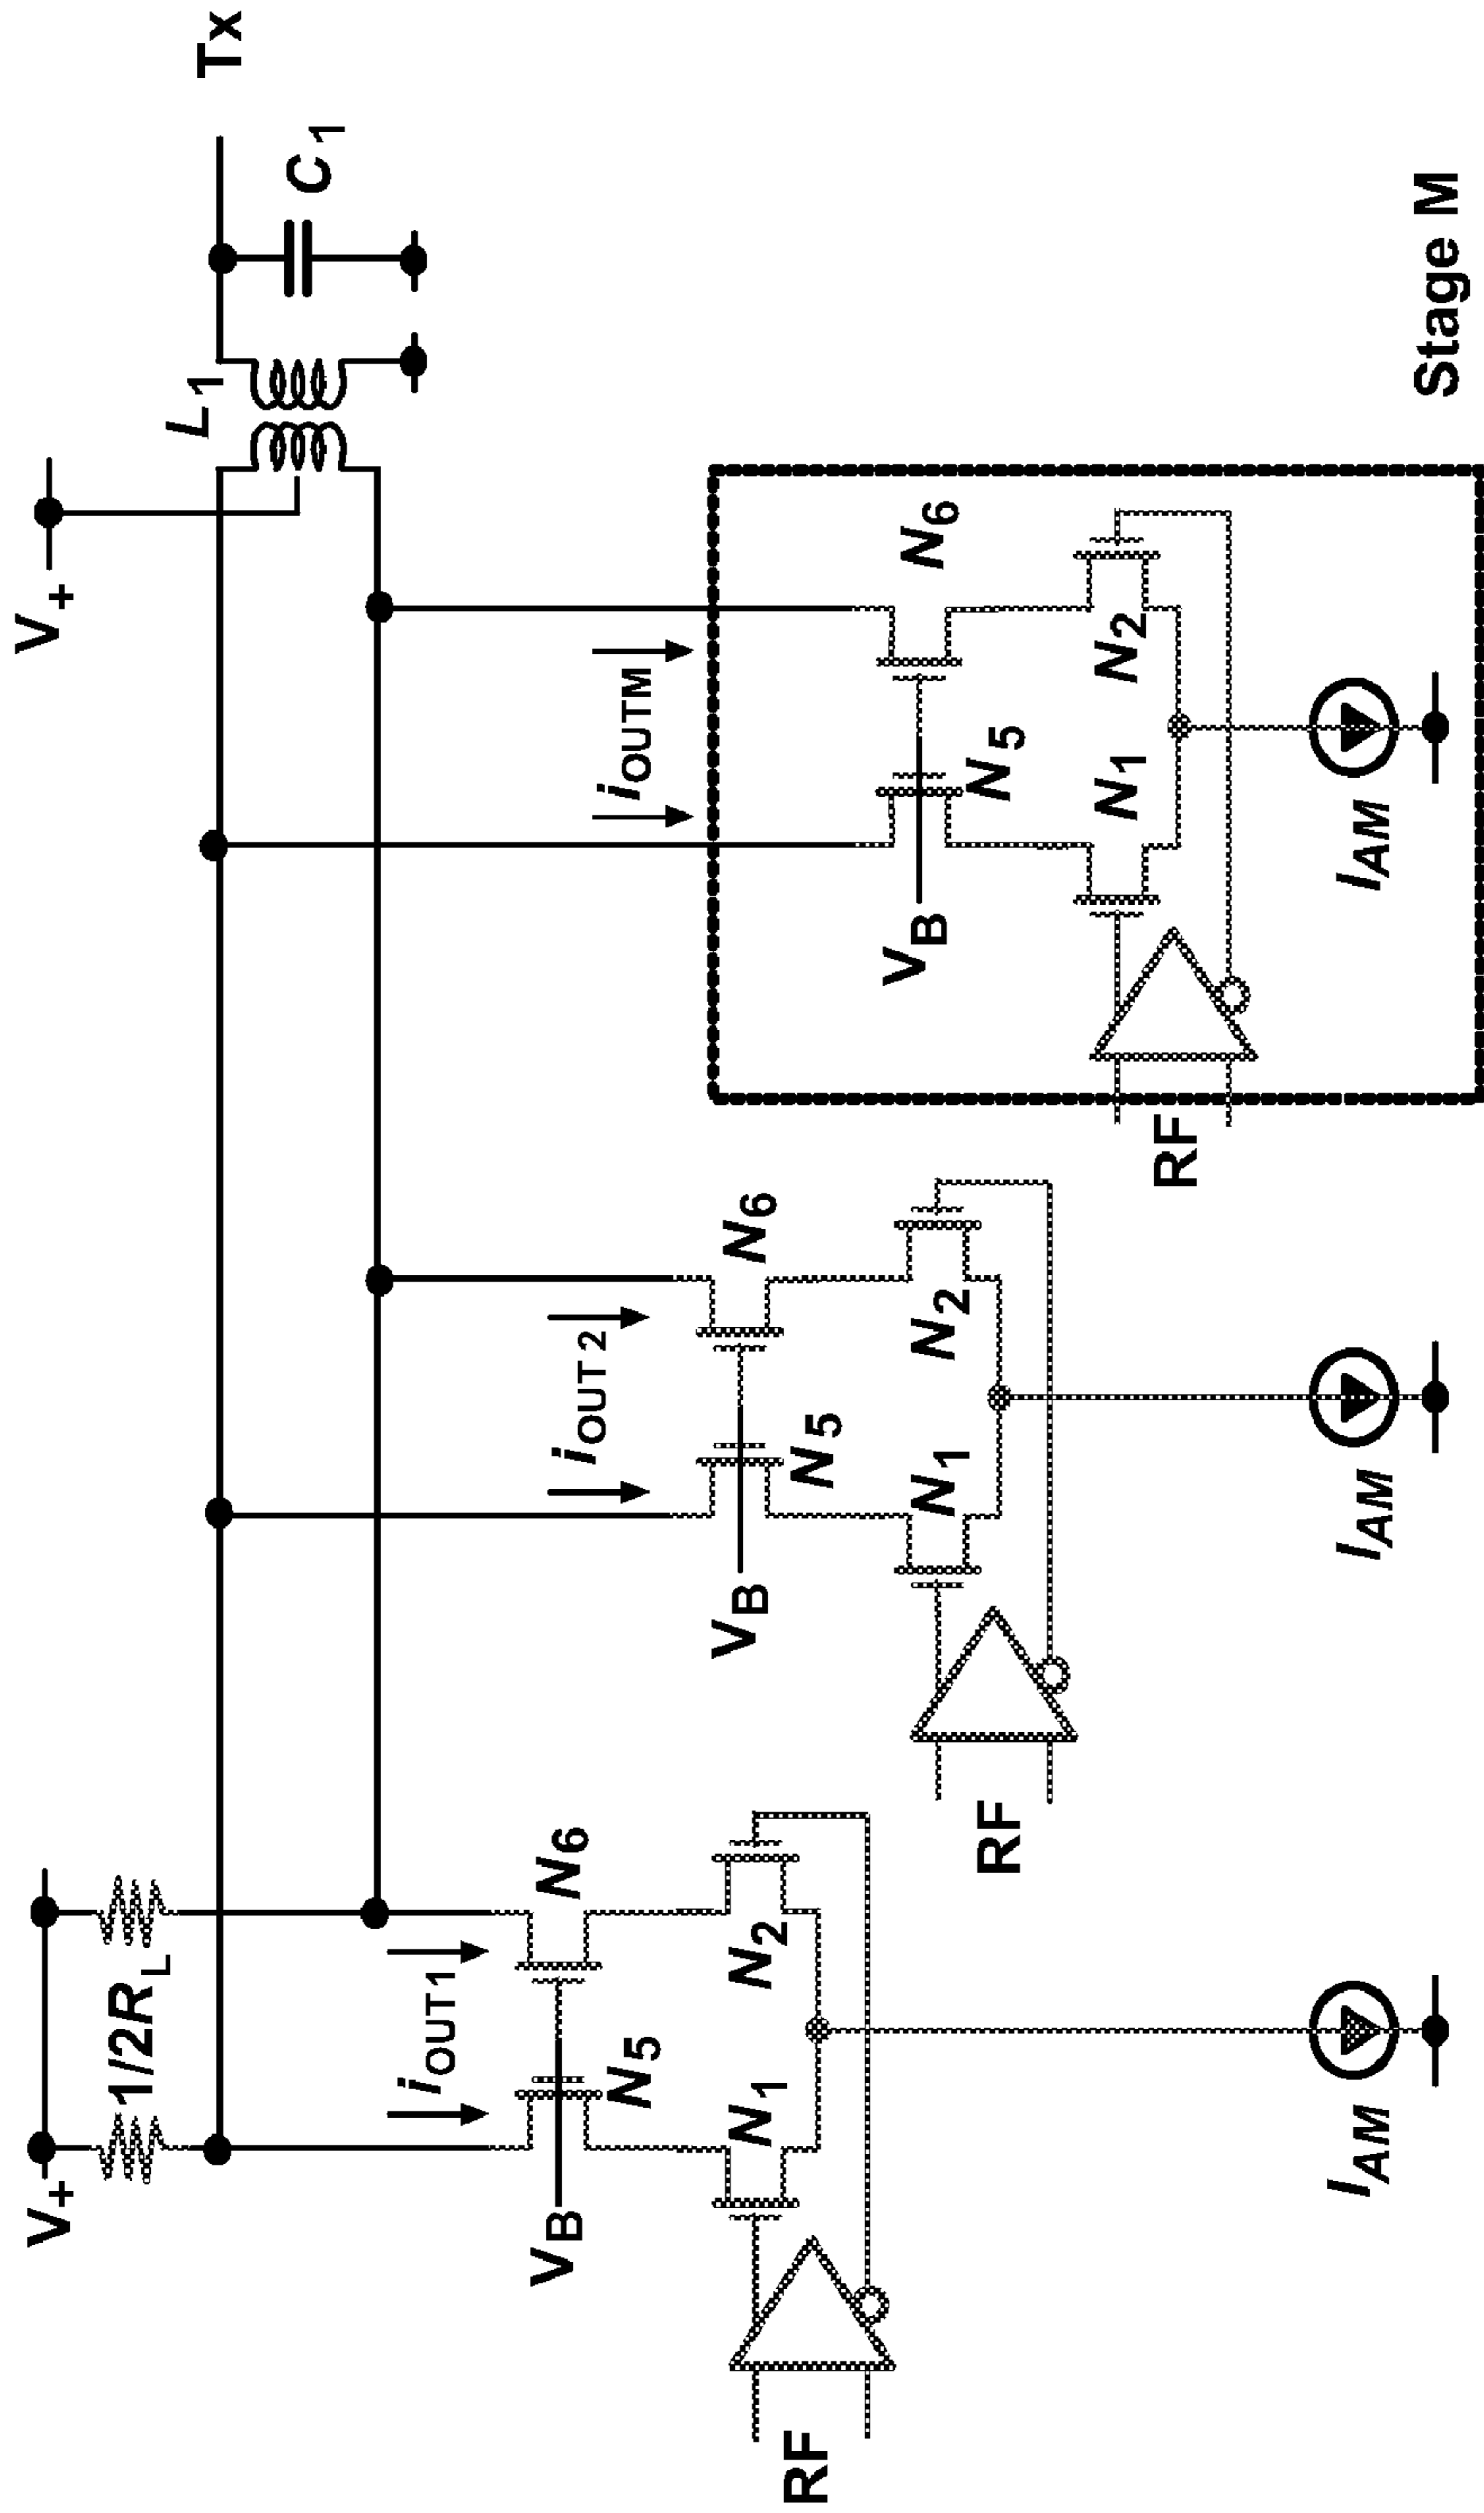 V+
V+
1/2RL
L1
Tx
C1
iOUT1
iOUT2
iOUTM
VB
N5
N6
VB
N5
N6
VB
N5
N6
N1
N2
N1
N2
N1
N2
RF
RF
RF
IAM
IAM
IAM
Stage M